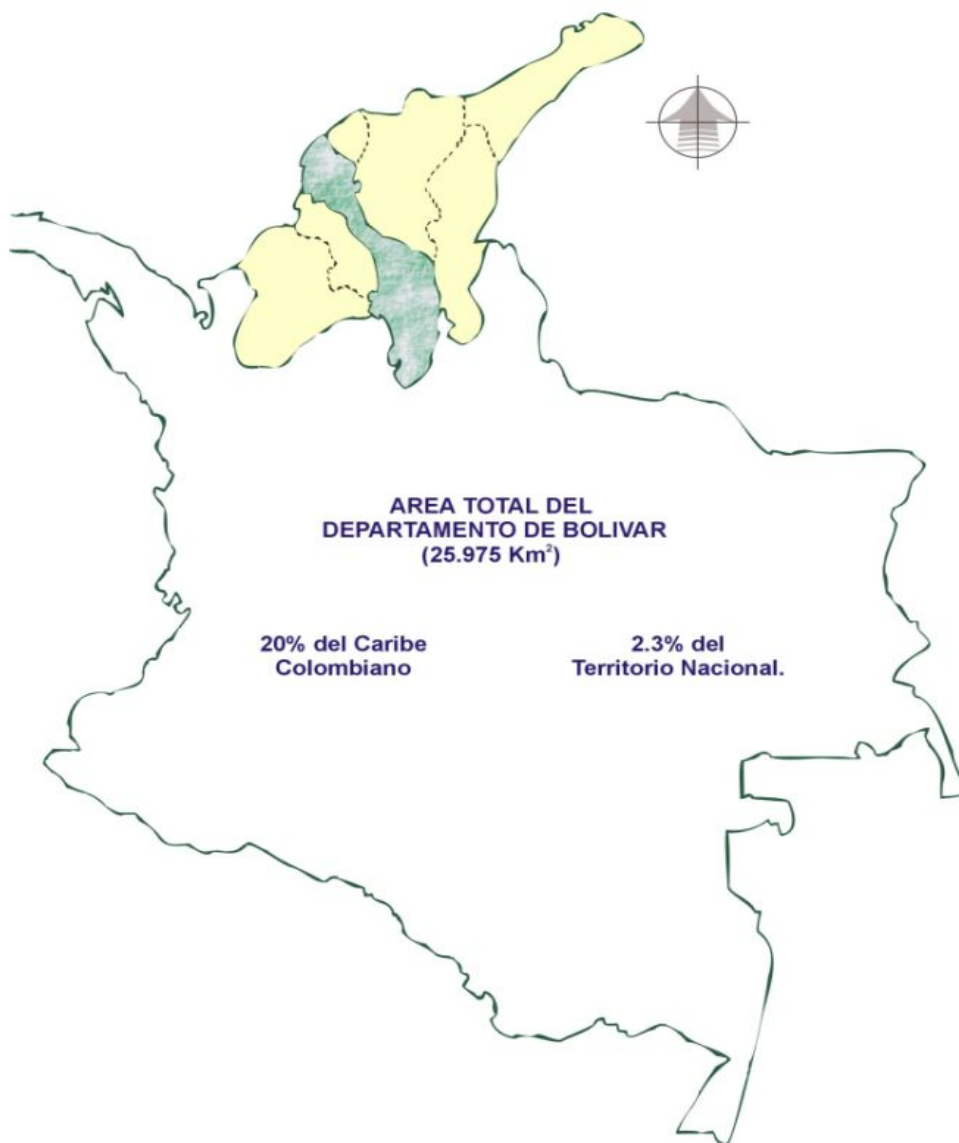 AREA TOTAL DEL
DEPARTAMENTO DE BOLIVAR
(25.975 Km²)
20% del Caribe
Colombiano
2.3% del
Territorio Nacional.